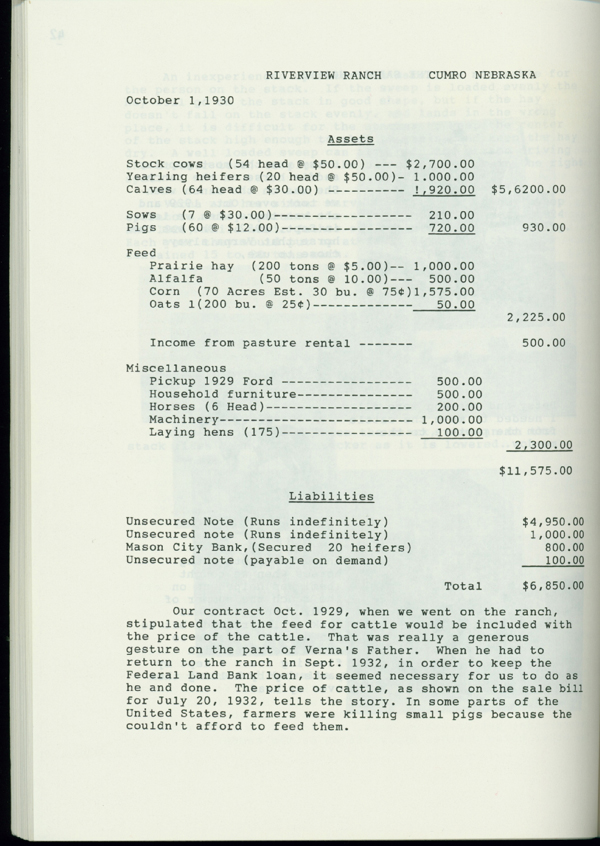 RIVERVIEW RANCH CUMRO NEBRASKA
October 1,1930
Assets
Stock cows (54 head @ $50.00) --- $2,700.00
Yearling heifers (20 head @ $50.00)- 1.000.00
Calves (64 head @ $30.00) ---------- !,920.00 $5,6200.00
Sows (7 @ $30.00)----------------- 210.00
Pigs (60 @ $12.00)---------------- 720.00 930.00
Feed
Prairie hay (200 tons @ $5.00)-- 1,000.00
Alfalfa (50 tons @ 10.00)--- 500.00
Corn (70 Acres Est. 30 bu. @ 75¢)1,575.00
Oats 1(200 bu. @ 25¢)------------- 50.00
2,225.00
Income from pasture rental ------- 500.00
Miscellaneous
Pickup 1929 Ford ----------------- 500.00
Household furniture--------------- 500.00
Horses (6 Head)------------------- 200.00
Machinery------------------------- 1,000.00
Laying hens (175)----------------- 100.00
2,300.00
$11,575.00
Liabilities
Unsecured Note (Runs indefinitely) $4,950.00
Unsecured note (Runs indefinitely) 1,000.00
Mason City Bank,(Secured 20 heifers) 800.00
Unsecured note (payable on demand) 100.00
Total $6,850.00
Our contract Oct. 1929, when we went on the ranch,
stipulated that the feed for cattle would be included with
the price of the cattle. That was really a generous
gesture on the part of Verna's Father. When he had to
return to the ranch in Sept. 1932, in order to keep the
Federal Land Bank loan, it seemed necessary for us to do as
he and done. The price of cattle, as shown on the sale bill
for July 20, 1932, tells the story. In some parts of the
United States, farmers were killing small pigs because the
couldn't afford to feed them.